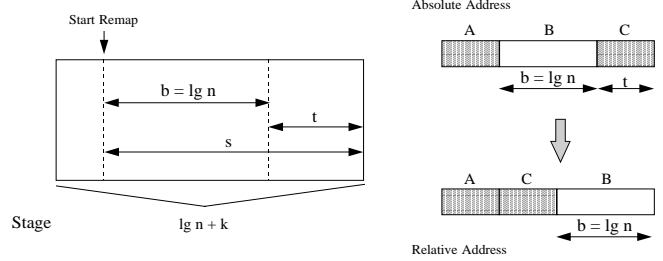 Start Remap
b = lg n
t
s
Stage
lg n + k
Absolute Address
A B C
b = lg n t
A C B
b = lg n
Relative Address